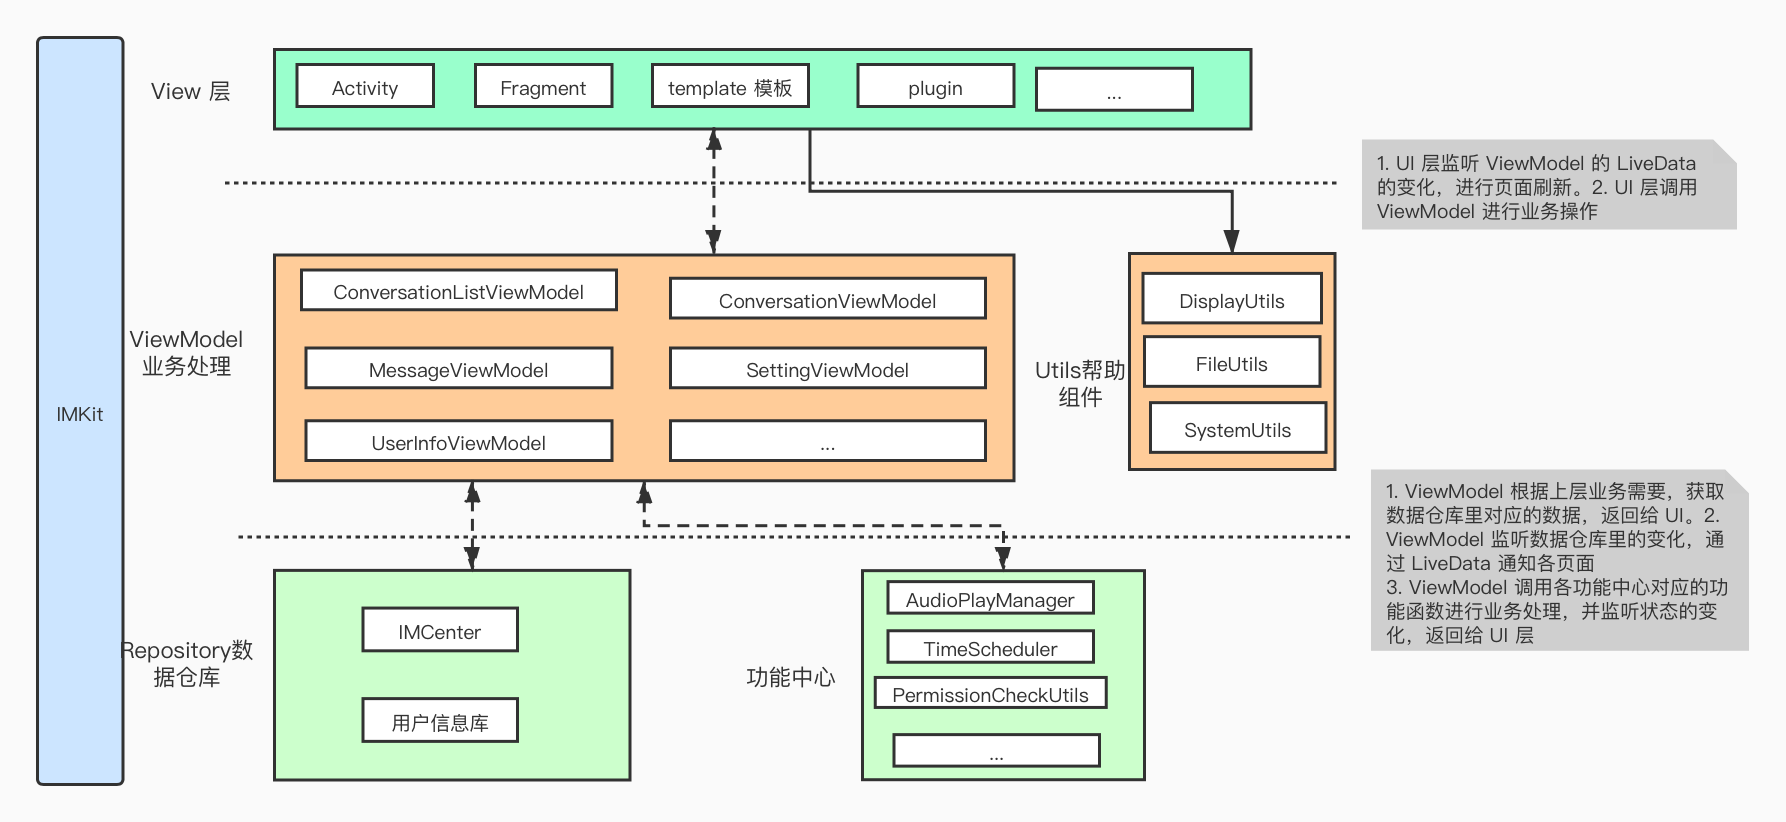 IMKit
View 层
Activity
Fragment
template 模板
plugin
...
1. UI 层监听 ViewModel 的 LiveData
的变化，进行页面刷新。2. UI 层调用
ViewModel 进行业务操作
ViewModel
业务处理
ConversationListViewModel
ConversationViewModel
MessageViewModel
SettingViewModel
UserInfoViewModel
...
Utils帮助
组件
DisplayUtils
FileUtils
SystemUtils
1. ViewModel 根据上层业务需要，获取
数据仓库里对应的数据，返回给 UI。2.
ViewModel 监听数据仓库里的变化，通
过 LiveData 通知各页面
3. ViewModel 调用各功能中心对应的功
能函数进行业务处理，并监听状态的变
化，返回给 UI 层
Repository数
据仓库
IMCenter
用户信息库
功能中心
AudioPlayManager
TimeScheduler
PermissionCheckUtils
...